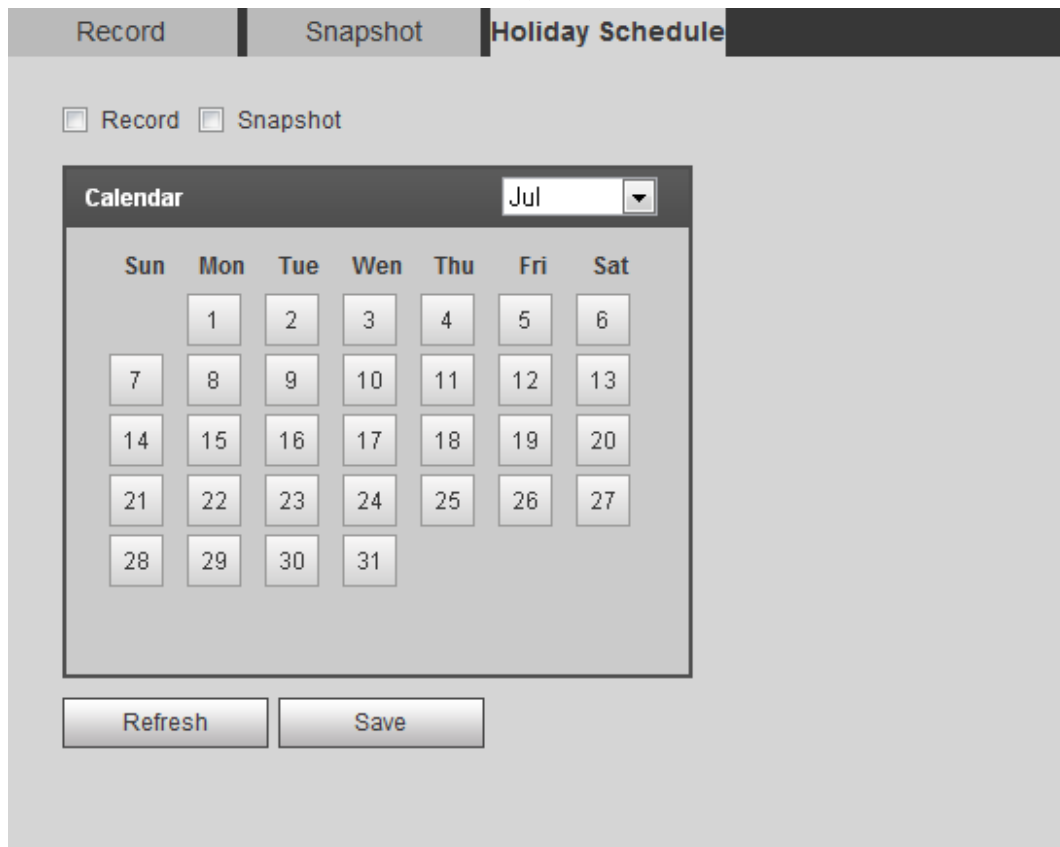 Record Snapshot Holiday Schedule
Record Snapshot
Calendar Jul
Sun Mon Tue Wen Thu Fri Sat
1 2 3 4 5 6
7 8 9 10 11 12 13
14 15 16 17 18 19 20
21 22 23 24 25 26 27
28 29 30 31
Refresh Save